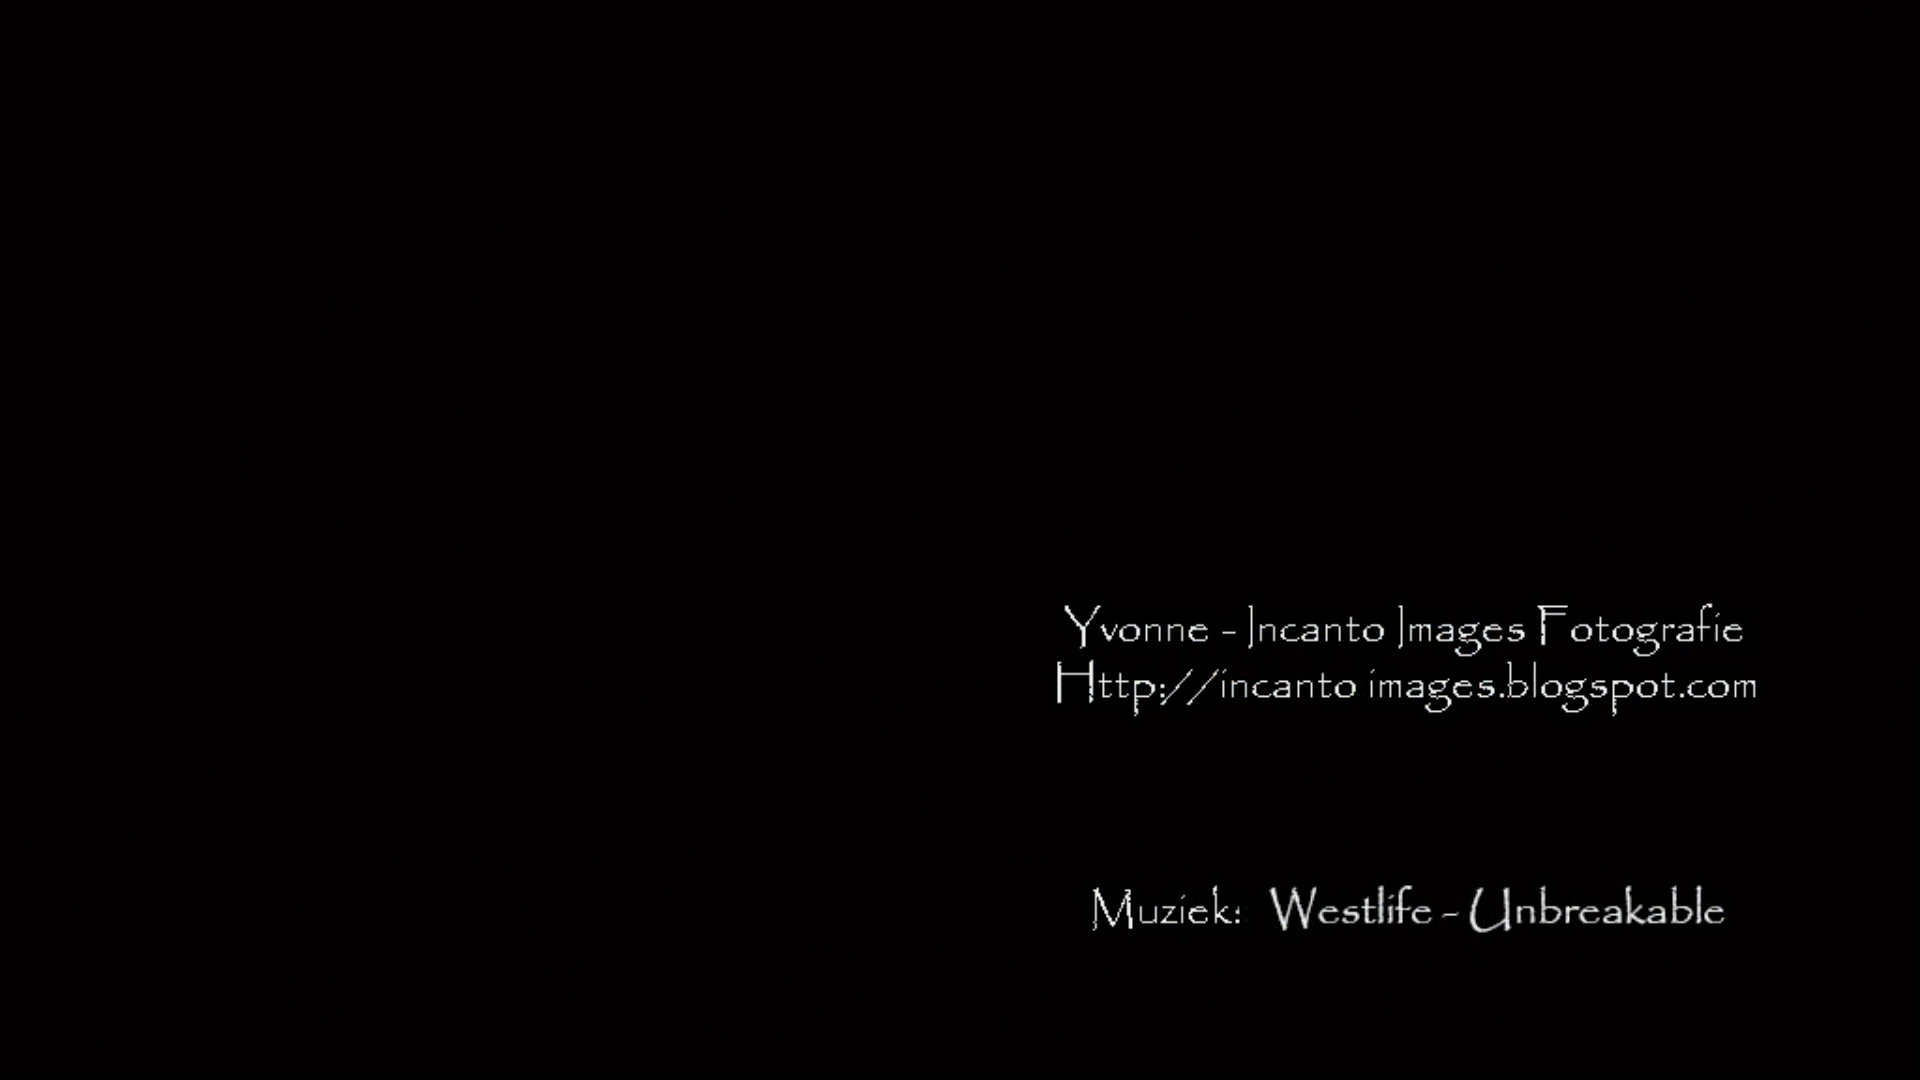 Yvonne - Incanto Images Fotografie
Http://incanto images.blogspot.com
Muziek: Westlife - Unbreakable